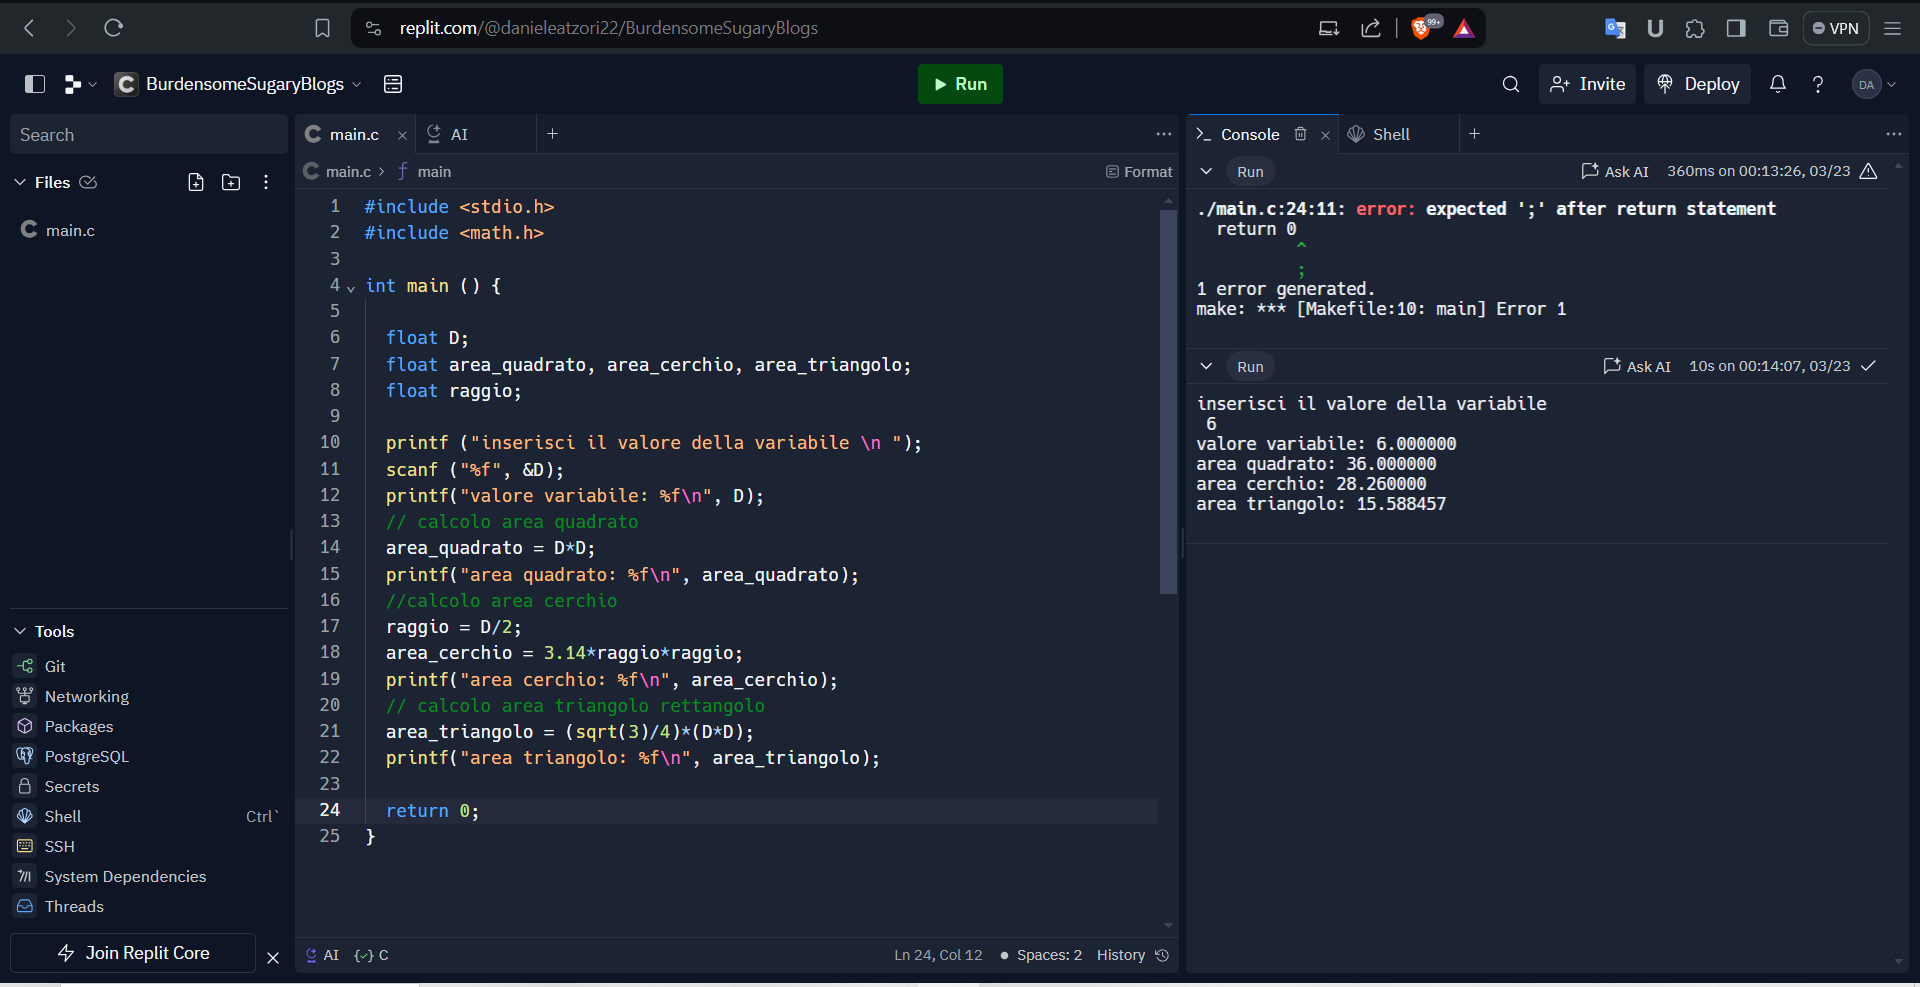 replit.com/@danieleatzori22/BurdensomeSugaryBlogs
99+
VPN
BurdensomeSugaryBlogs
Run
Invite
Deploy
DA
Search
Files
main.c
Tools
Git
Networking
Packages
PostgreSQL
Secrets
Shell Ctrl`
SSH
System Dependencies
Threads
Join Replit Core
main.c
AI
main.c > f main
Format
1 #include <stdio.h>
2 #include <math.h>
3
4 int main () {
5
6 float D;
7 float area_quadrato, area_cerchio, area_triangolo;
8 float raggio;
9
10 printf ("inserisci il valore della variabile \n ");
11 scanf ("%f", &D);
12 printf("valore variabile: %f\n", D);
13 // calcolo area quadrato
14 area_quadrato = D*D;
15 printf("area quadrato: %f\n", area_quadrato);
16 //calcolo area cerchio
17 raggio = D/2;
18 area_cerchio = 3.14*raggio*raggio;
19 printf("area cerchio: %f\n", area_cerchio);
20 // calcolo area triangolo rettangolo
21 area_triangolo = (sqrt(3)/4)*(D*D);
22 printf("area triangolo: %f\n", area_triangolo);
23
24 return 0;
25 }
AI {✓} C
Ln 24, Col 12 • Spaces: 2 History
Console
Shell
Run
Ask AI 360ms on 00:13:26, 03/23
./main.c:24:11: error: expected ';' after return statement
return 0
^
;
1 error generated.
make: *** [Makefile:10: main] Error 1
Run
Ask AI 10s on 00:14:07, 03/23
inserisci il valore della variabile
6
valore variabile: 6.000000
area quadrato: 36.000000
area cerchio: 28.260000
area triangolo: 15.588457